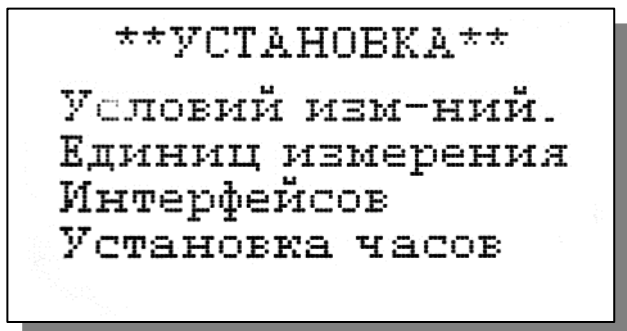 **УСТАНОВКА**
Условий изм-ний.
Единиц измерения
Интерфейсов
Установка часов